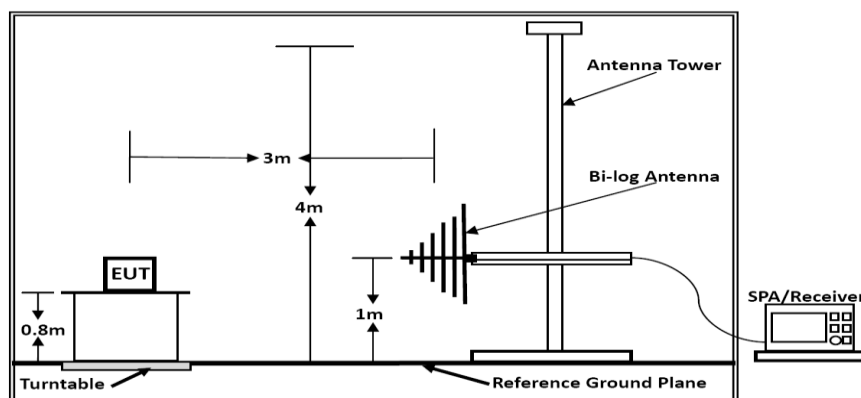 Antenna Tower
3m
Bi-log Antenna
4m
EUT
SPA/Receiver
0.8m
1m
Turntable
Reference Ground Plane